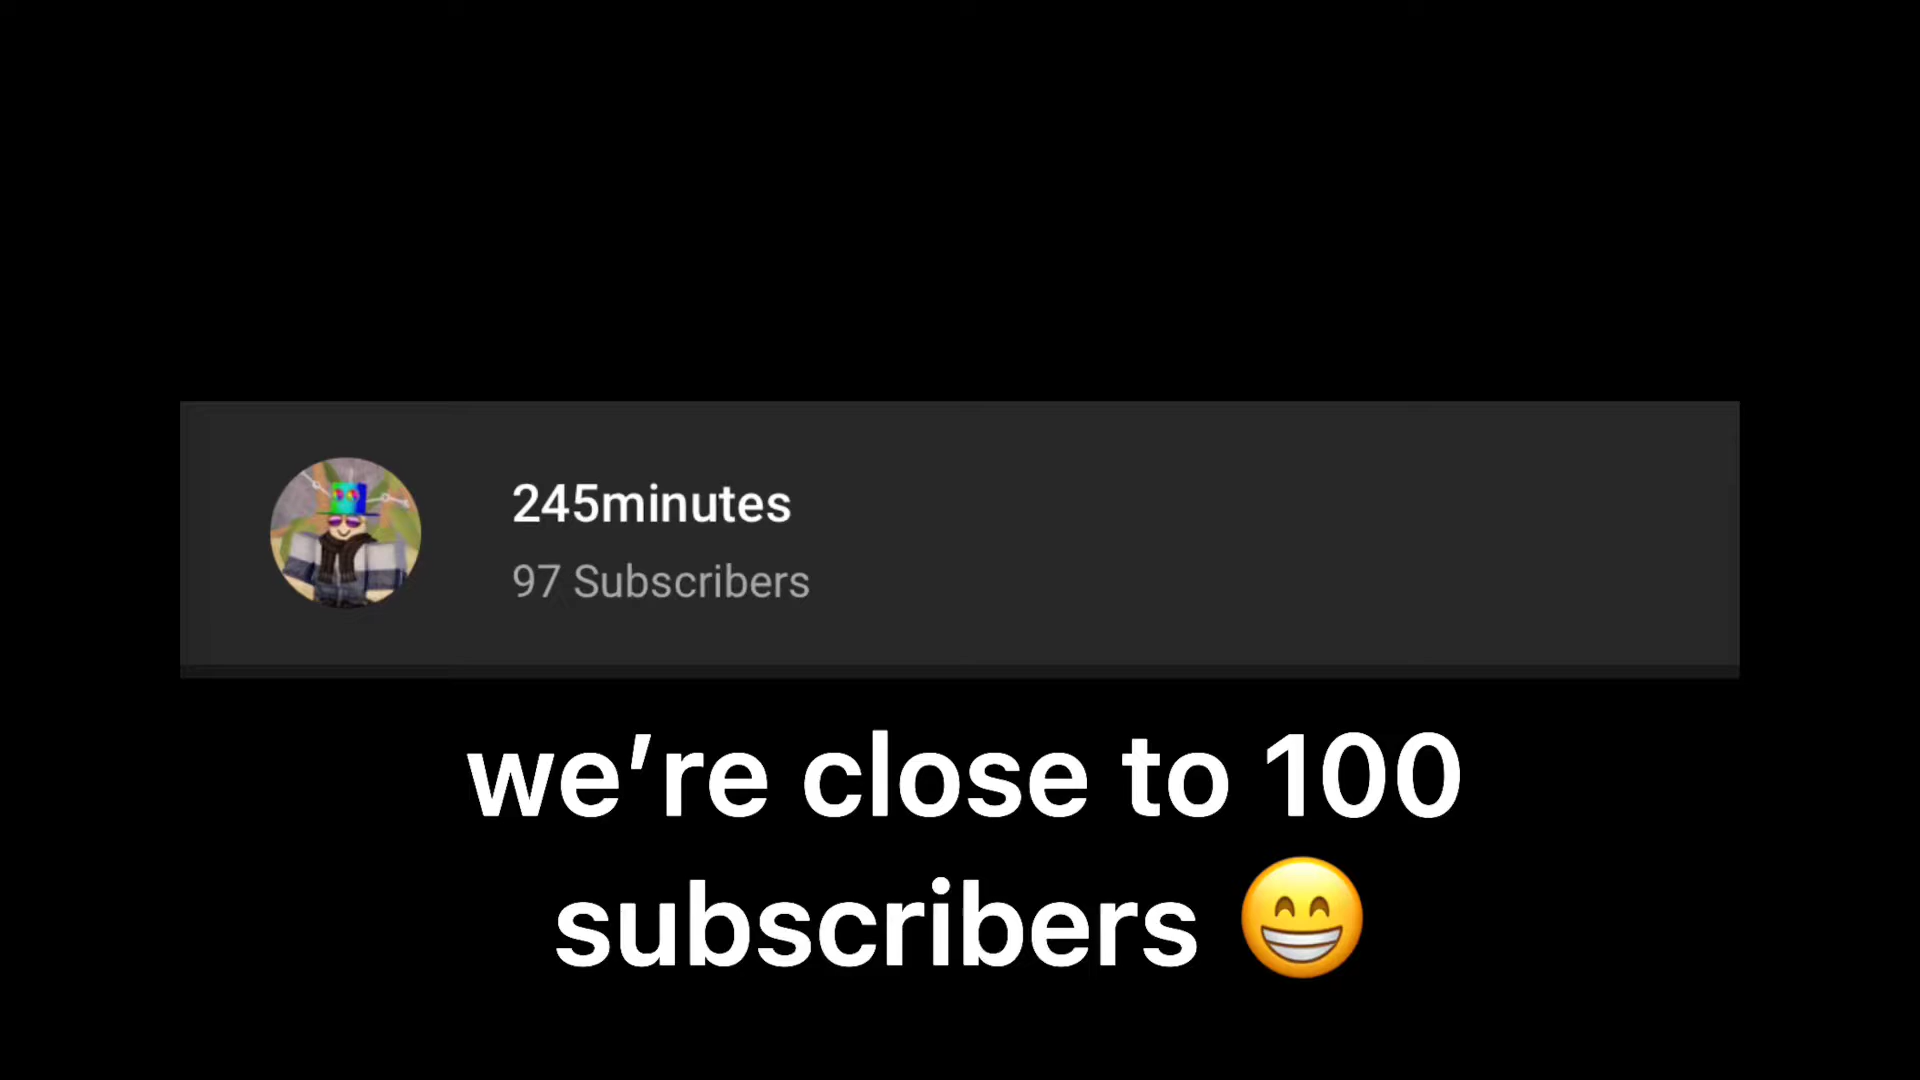 245minutes
97 Subscribers
we’re close to 100
subscribers 😁